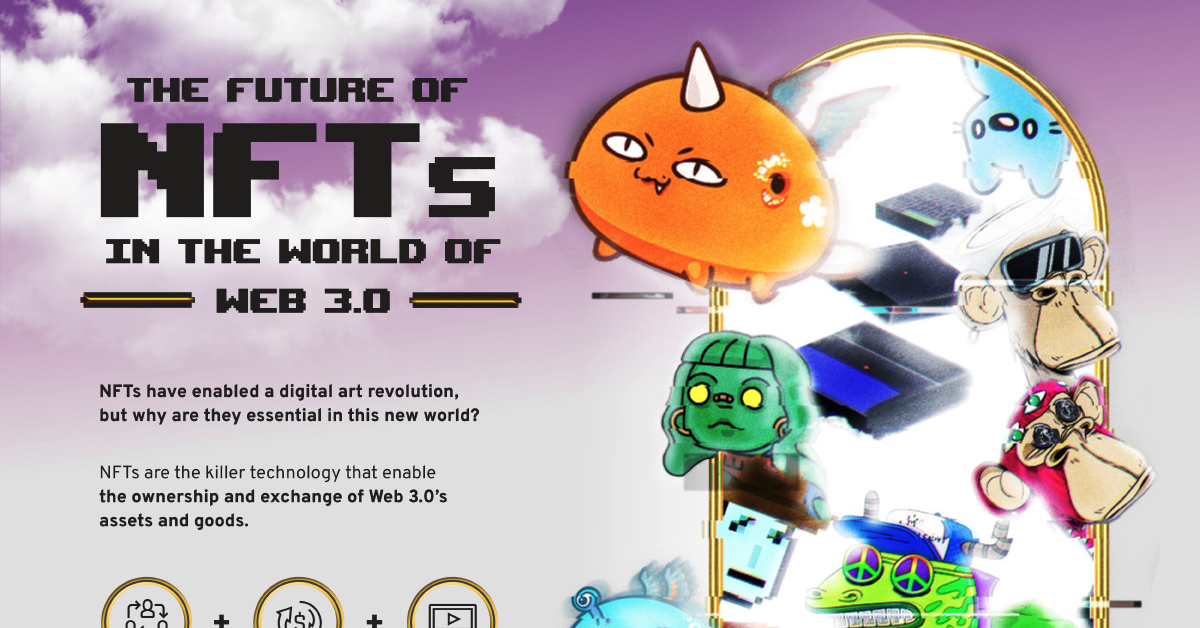 THE FUTURE OF
NFTs
IN THE WORLD OF
WEB 3.0
NFTs have enabled a digital art revolution,
but why are they essential in this new world?
NFTs are the killer technology that enable
the ownership and exchange of Web 3.0's
assets and goods.
+ $ +